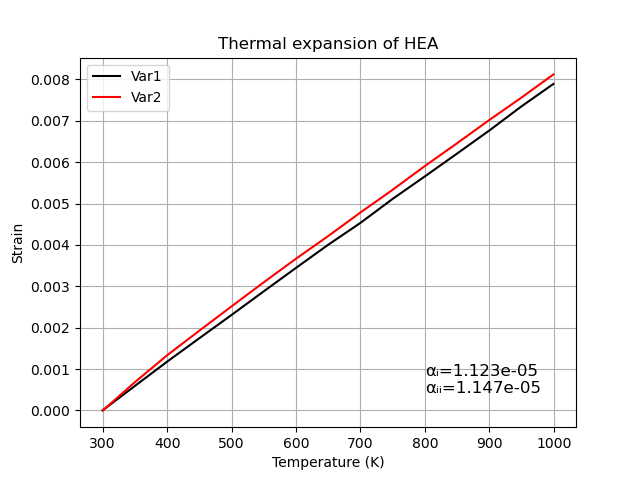 Thermal expansion of HEA
Var1
Var2
0.008
0.007
0.006
0.005
0.004
0.003
0.002
0.001
0.000
Strain
αᵢ=1.123e-05
αᵢᵢ=1.147e-05
300 400 500 600 700 800 900 1000
Temperature (K)